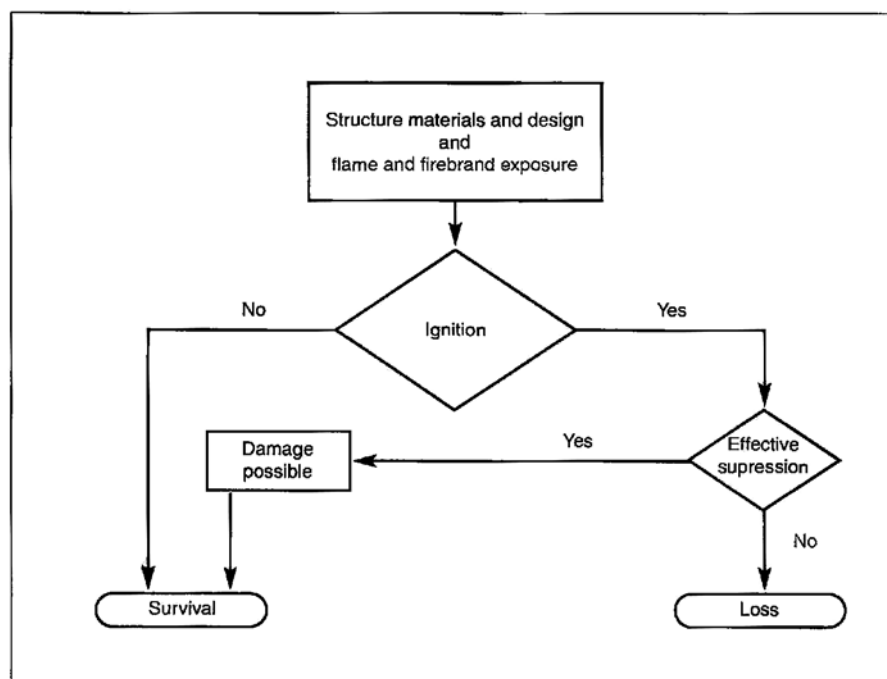 Structure materials and design
and
flame and firebrand exposure
No
Yes
Ignition
Damage
possible
Yes
Effective
supression
No
Survival
Loss